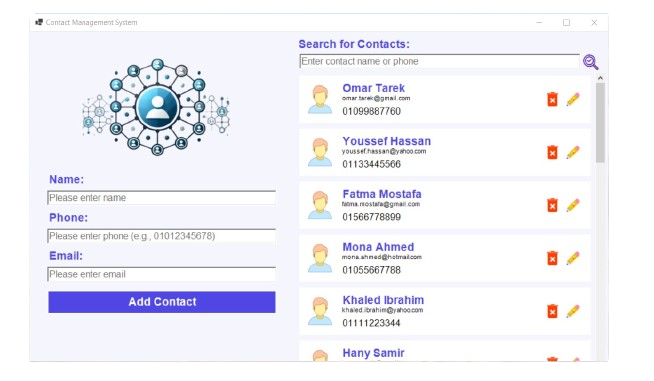 Contact Management System
Name:
Please enter name
Phone:
Please enter phone (e.g., 01012345678)
Email:
Please enter email
Add Contact
Search for Contacts:
Enter contact name or phone
Omar Tarek
omar.tarek@gmail.com
01099887760
Youssef Hassan
youssef.hassan@yahoo.com
01133445566
Fatma Mostafa
fatma.mostafa@gmail.com
01566778899
Mona Ahmed
mona.ahmed@hotmail.com
01055667788
Khaled Ibrahim
khaled.ibrahim@yahoo.com
01111223344
Hany Samir